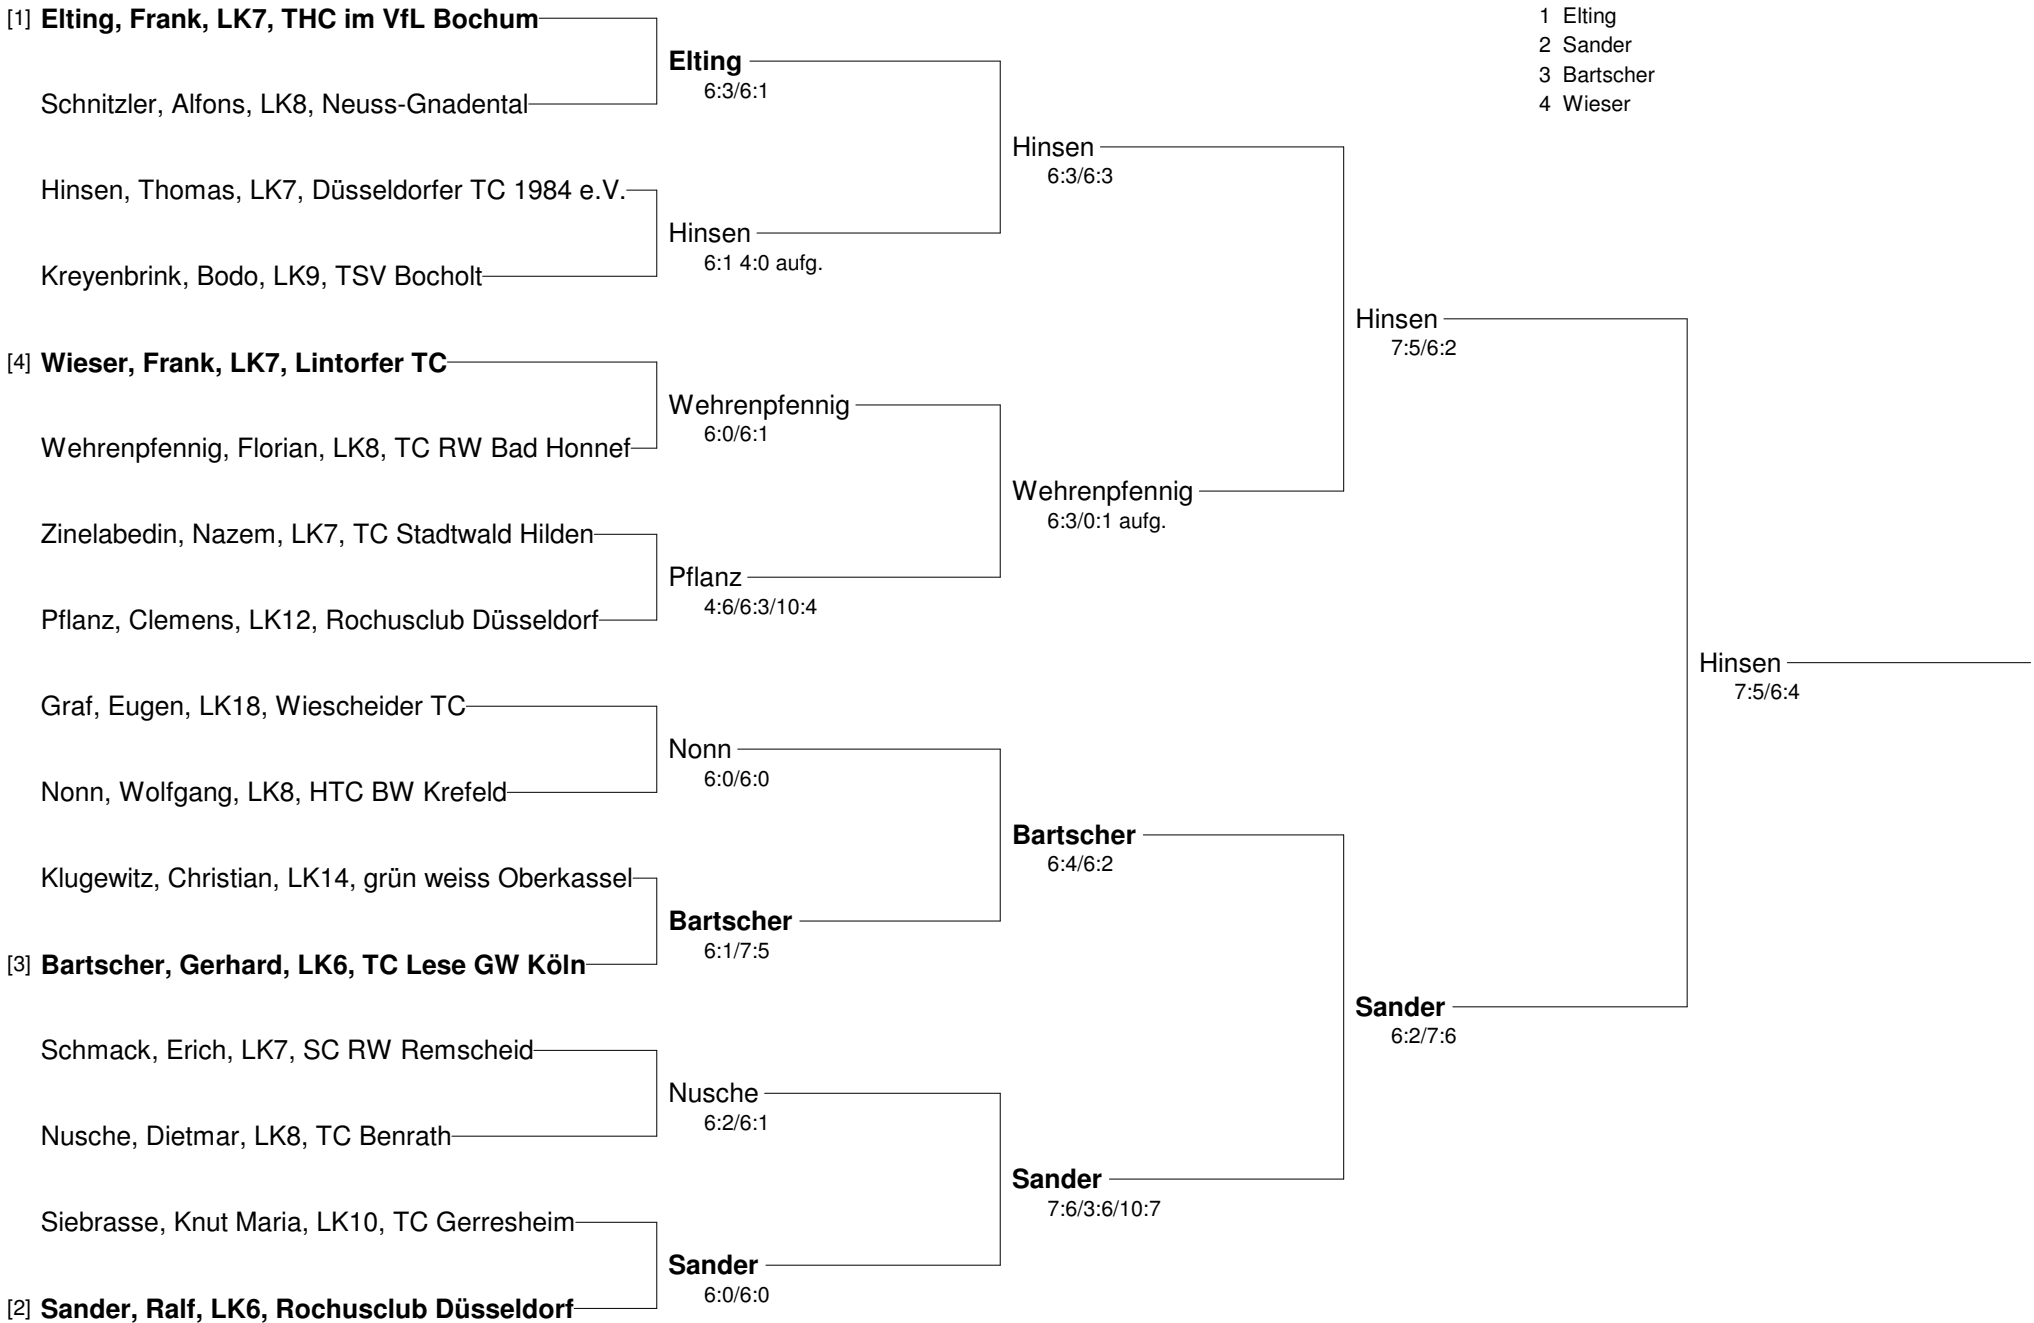 [1] Elting, Frank, LK7, THC im VfL Bochum
Schnitzler, Alfons, LK8, Neuss-Gnadental
Hinsen, Thomas, LK7, Düsseldorfer TC 1984 e.V.
Kreyenbrink, Bodo, LK9, TSV Bocholt
[4] Wieser, Frank, LK7, Lintorfer TC
Wehrenpfennig, Florian, LK8, TC RW Bad Honnef
Zinelabedin, Nazem, LK7, TC Stadtwald Hilden
Pflanz, Clemens, LK12, Rochusclub Düsseldorf
Graf, Eugen, LK18, Wiescheider TC
Nonn, Wolfgang, LK8, HTC BW Krefeld
Klugewitz, Christian, LK14, grün weiss Oberkassel
[3] Bartscher, Gerhard, LK6, TC Lese GW Köln
Schmack, Erich, LK7, SC RW Remscheid
Nusche, Dietmar, LK8, TC Benrath
Siebrasse, Knut Maria, LK10, TC Gerresheim
[2] Sander, Ralf, LK6, Rochusclub Düsseldorf
Elting
6:3/6:1
Hinsen
6:1 4:0 aufg.
Wehrenpfennig
6:0/6:1
Pflanz
4:6/6:3/10:4
Nonn
6:0/6:0
Bartscher
6:1/7:5
Nusche
6:2/6:1
Sander
6:0/6:0
Hinsen
6:3/6:3
Wehrenpfennig
6:3/0:1 aufg.
Bartscher
6:4/6:2
Sander
7:6/3:6/10:7
Hinsen
7:5/6:2
Sander
6:2/7:6
Hinsen
7:5/6:4
1 Elting
2 Sander
3 Bartscher
4 Wieser